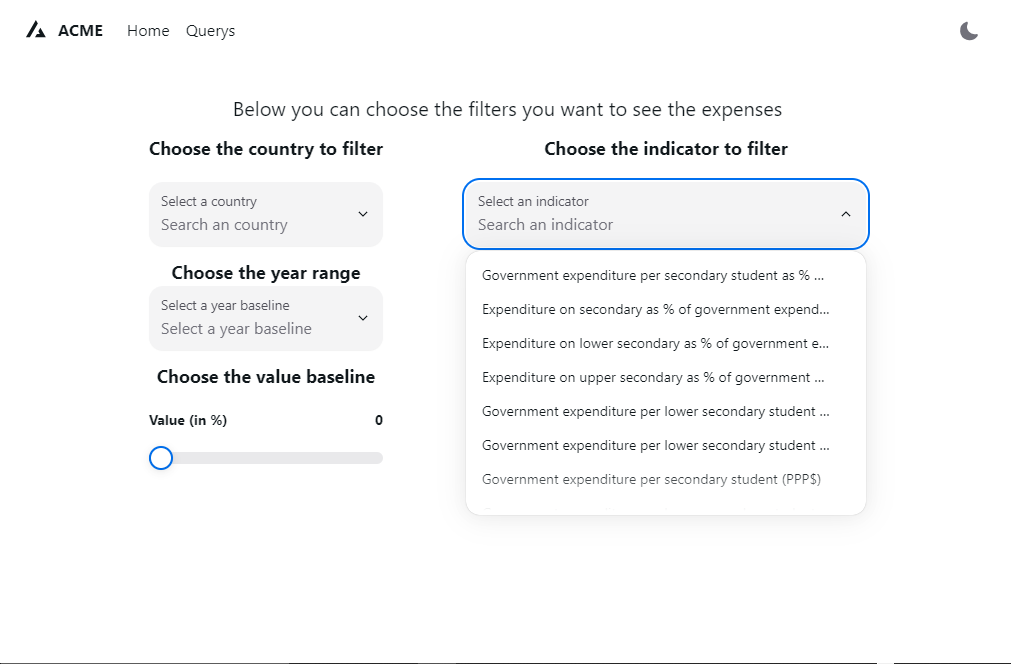 ACME Home Querys
Below you can choose the filters you want to see the expenses
Choose the country to filter
Select a country
Search an country
Choose the year range
Select a year baseline
Select a year baseline
Choose the value baseline
Value (in %) 0
Choose the indicator to filter
Select an indicator
Search an indicator
Government expenditure per secondary student as % ...
Expenditure on secondary as % of government expend...
Expenditure on lower secondary as % of government e...
Expenditure on upper secondary as % of government ...
Government expenditure per lower secondary student ...
Government expenditure per lower secondary student ...
Government expenditure per secondary student (PPP$)